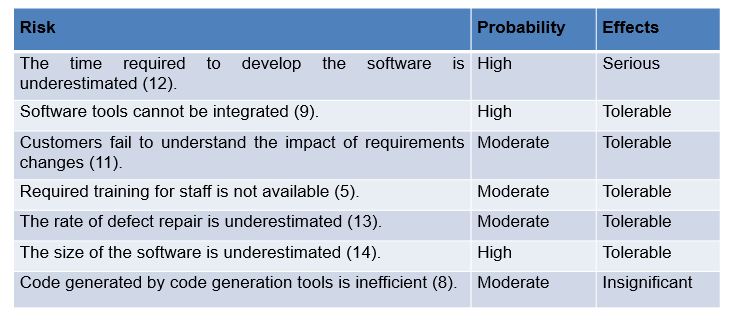 Risk Probability Effects
The time required to develop the software is High Serious
underestimated (12).
Software tools cannot be integrated (9). High Tolerable
Customers fail to understand the impact of requirements Moderate Tolerable
changes (11).
Required training for staff is not available (5). Moderate Tolerable
The rate of defect repair is underestimated (13). Moderate Tolerable
The size of the software is underestimated (14). High Tolerable
Code generated by code generation tools is inefficient (8). Moderate Insignificant